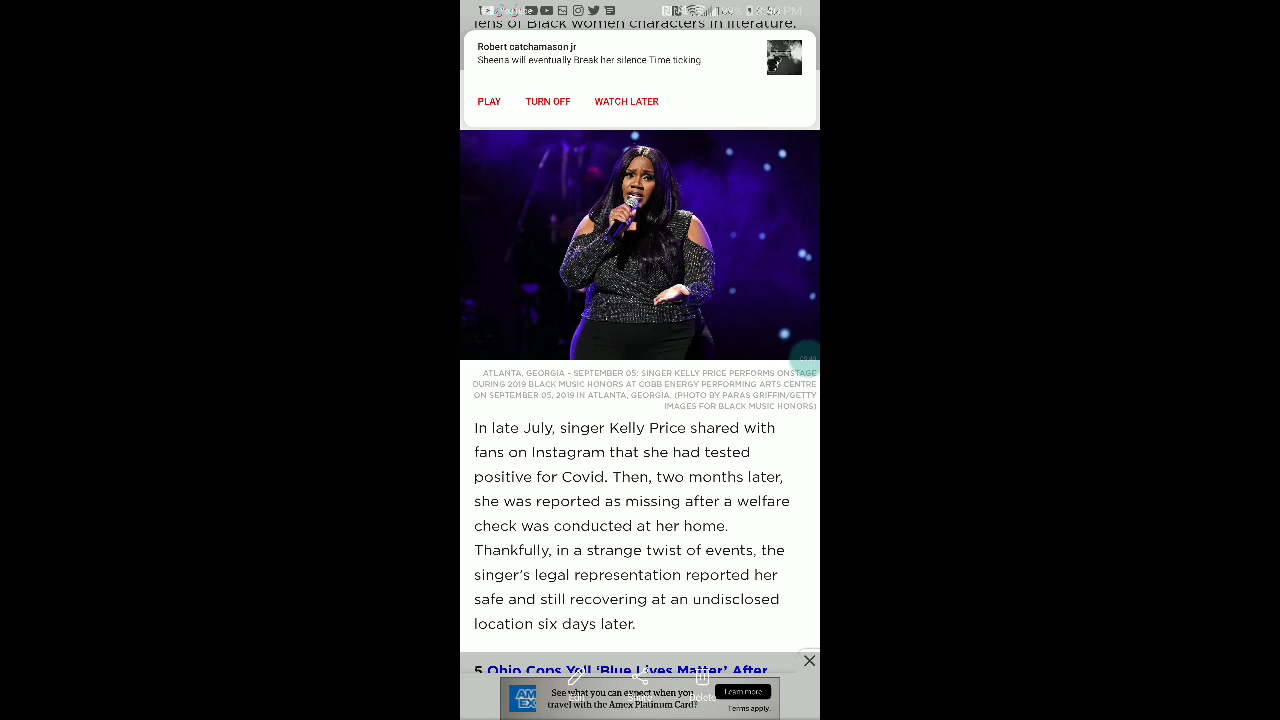 YouTube
PM
lens of Black women characters in literature.
Robert catchamason jr
Sheena will eventually Break her silence Time ticking
PLAY TURN OFF WATCH LATER
ATLANTA, GEORGIA – SEPTEMBER 05: SINGER KELLY PRICE PERFORMS ONSTAGE
DURING 2019 BLACK MUSIC HONORS AT COBB ENERGY PERFORMING ARTS CENTRE
ON SEPTEMBER 05, 2019 IN ATLANTA, GEORGIA. (PHOTO BY PARAS GRIFFIN/GETTY
IMAGES FOR BLACK MUSIC HONORS)
In late July, singer Kelly Price shared with
fans on Instagram that she had tested
positive for Covid. Then, two months later,
she was reported as missing after a welfare
check was conducted at her home.
Thankfully, in a strange twist of events, the
singer's legal representation reported her
safe and still recovering at an undisclosed
location six days later.
5 Ohio Cops Yell 'Blue Lives Matter' After
AM
EX
See what you can expect when you
travel with the Amex Platinum Card?
Learn more
Terms apply.
Edit Share Delete